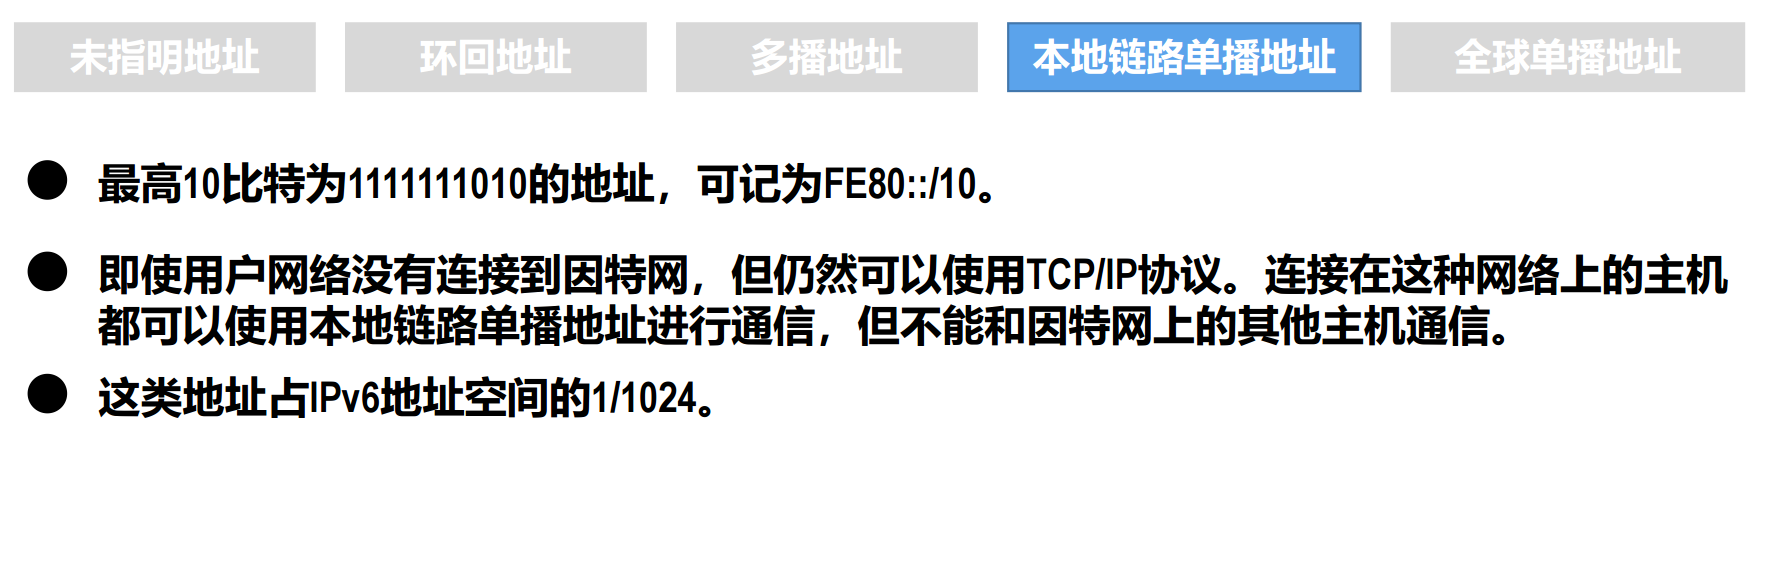 未指明地址 环回地址 多播地址 本地链路单播地址 全球单播地址
● 最高10比特为1111111010的地址，可记为FE80::/10。
● 即使用户网络没有连接到因特网，但仍然可以使用TCP/IP协议。连接在这种网络上的主机
都可以使用本地链路单播地址进行通信，但不能和因特网上的其他主机通信。
● 这类地址占IPv6地址空间的1/1024。